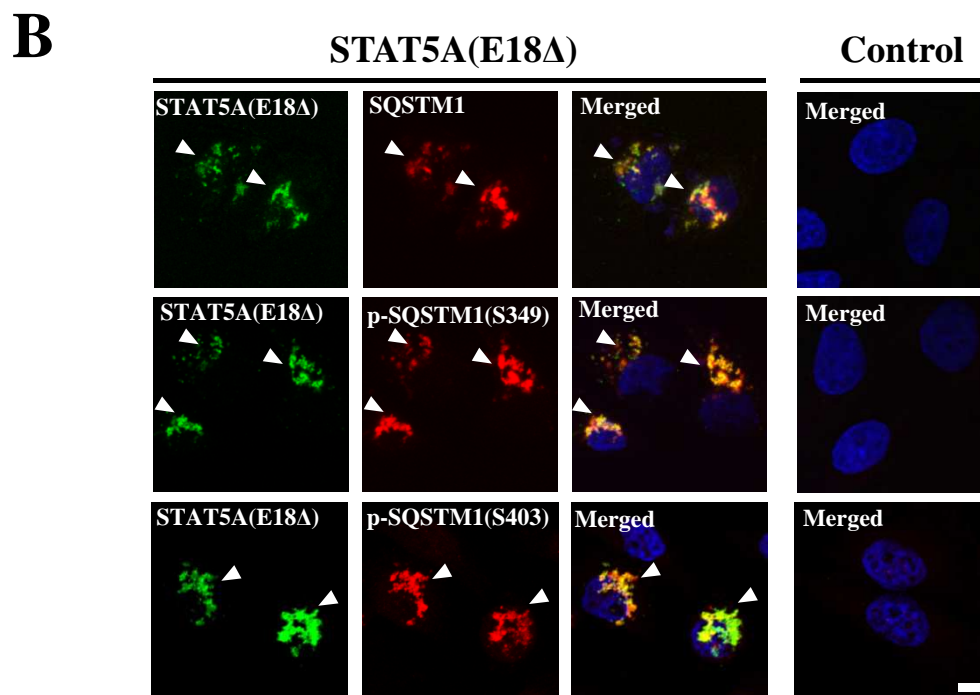 B
STAT5A(E18Δ) Control
STAT5A(E18Δ) SQSTM1 Merged Merged
STAT5A(E18Δ) p-SQSTM1(S349) Merged Merged
STAT5A(E18Δ) p-SQSTM1(S403) Merged Merged